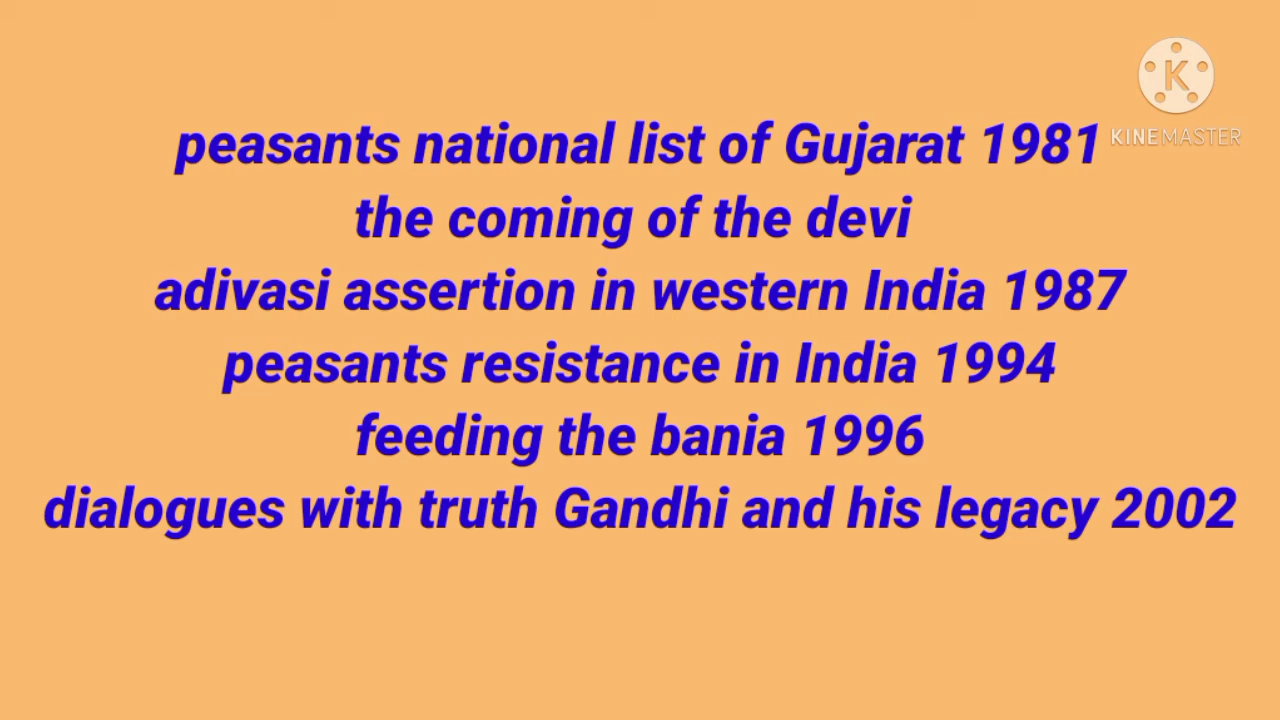 peasants national list of Gujarat 1981
the coming of the devi
adivasi assertion in western India 1987
peasants resistance in India 1994
feeding the bania 1996
dialogues with truth Gandhi and his legacy 2002
K
KINEMASTER